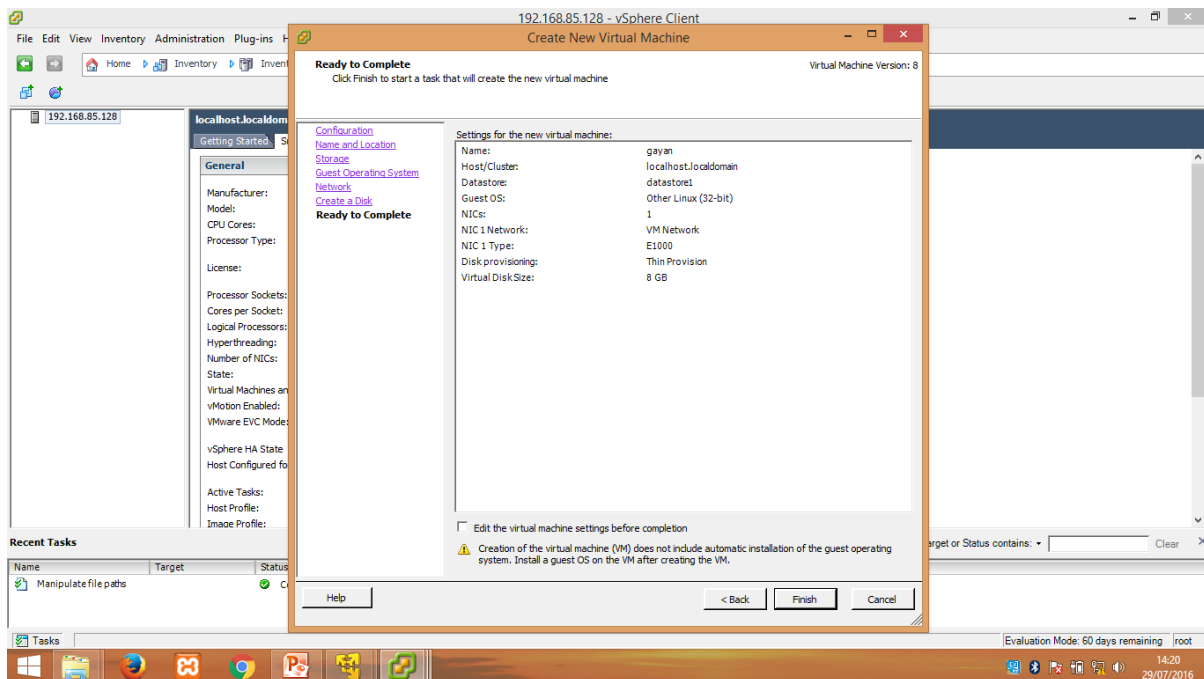 192.168.85.128 - vSphere Client
File Edit View Inventory Administration Plug-ins
Home Inventory
192.168.85.128
localhost.localdom
Getting Started
General
Manufacturer:
Model:
CPU Cores:
Processor Type:
License:
Processor Sockets:
Cores per Socket:
Logical Processors:
Hyperthreading:
Number of NICs:
State:
Virtual Machines an
vMotion Enabled:
VMware EVC Mode:
vSphere HA State
Host Configured fo
Active Tasks:
Host Profile:
Image Profile:
Create New Virtual Machine
Ready to Complete
Click Finish to start a task that will create the new virtual machine
Virtual Machine Version: 8
Configuration
Name and Location
Storage
Guest Operating System
Network
Create a Disk
Ready to Complete
Settings for the new virtual machine:
Name: gayan
Host/Cluster: localhost.localdomain
Datastore: datastore1
Guest OS: Other Linux (32-bit)
NICs: 1
NIC 1 Network: VM Network
NIC 1 Type: E1000
Disk provisioning: Thin Provision
Virtual Disk Size: 8 GB
Edit the virtual machine settings before completion
Creation of the virtual machine (VM) does not include automatic installation of the guest operating
system. Install a guest OS on the VM after creating the VM.
Help < Back Finish Cancel
Recent Tasks
arget or Status contains: Clear
Name Target Status
Manipulate file paths
Tasks
Evaluation Mode: 60 days remaining root
14:20
29/07/2016